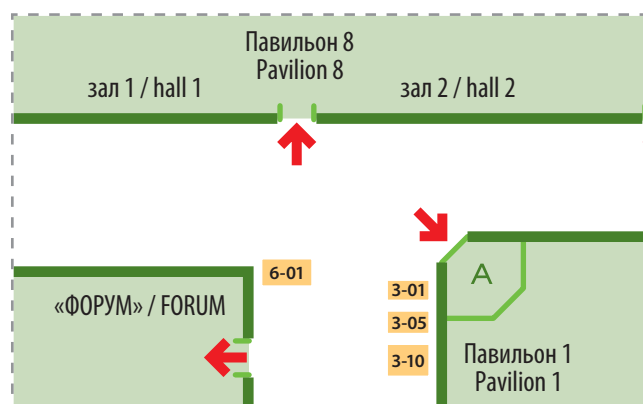 Павильон 8
Pavilion 8
зал 1 / hall 1
зал 2 / hall 2
6-01
А
3-01
«ФОРУМ» / FORUM
3-05
3-10
Павильон 1
Pavilion 1